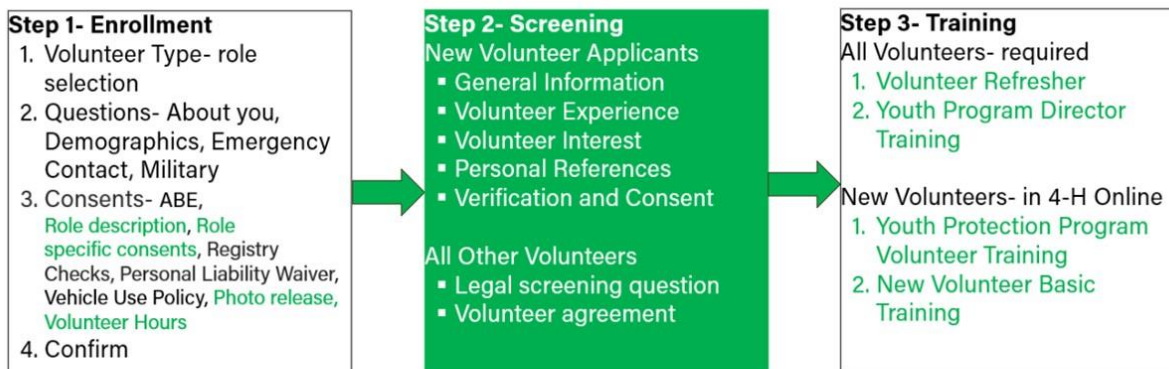 Step 1- Enrollment
1. Volunteer Type- role
selection
2. Questions- About you,
Demographics, Emergency
Contact, Military
3. Consents- ABE,
Role description, Role
specific consents, Registry
Checks, Personal Liability Waiver,
Vehicle Use Policy, Photo release,
Volunteer Hours
4. Confirm
Step 2- Screening
New Volunteer Applicants
▪ General Information
▪ Volunteer Experience
▪ Volunteer Interest
▪ Personal References
▪ Verification and Consent
All Other Volunteers
▪ Legal screening question
▪ Volunteer agreement
Step 3- Training
All Volunteers- required
1. Volunteer Refresher
2. Youth Program Director
Training
New Volunteers- in 4-H Online
1. Youth Protection Program
Volunteer Training
2. New Volunteer Basic
Training